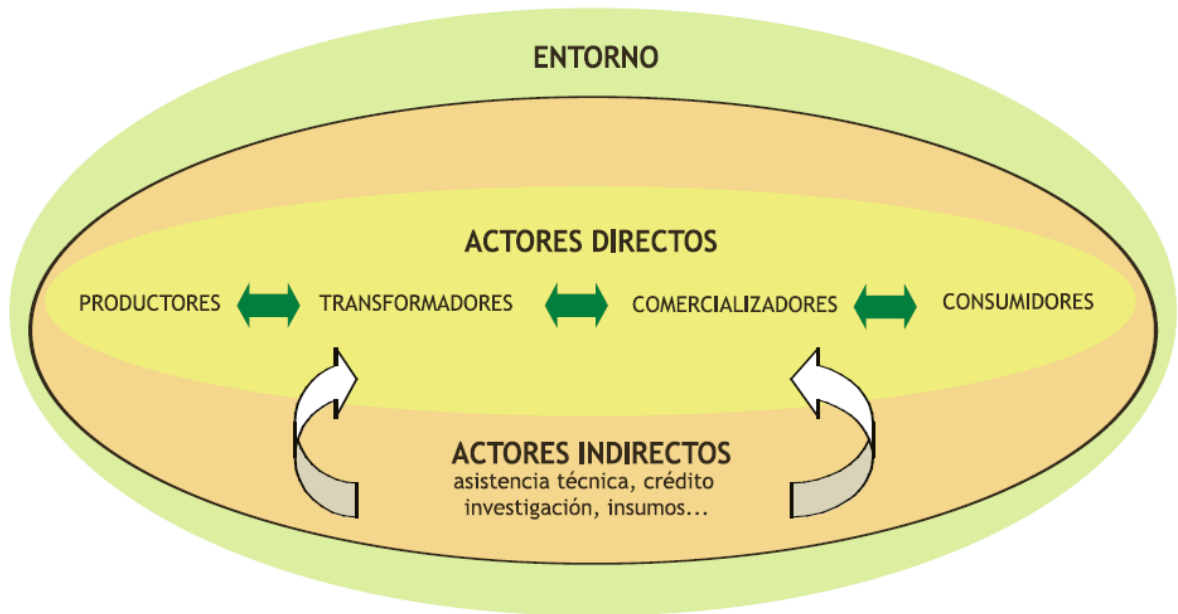 ENTORNO
ACTORES DIRECTOS
PRODUCTORES TRANSFORMADORES COMERCIALIZADORES CONSUMIDORES
ACTORES INDIRECTOS
asistencia técnica, crédito
investigación, insumos...